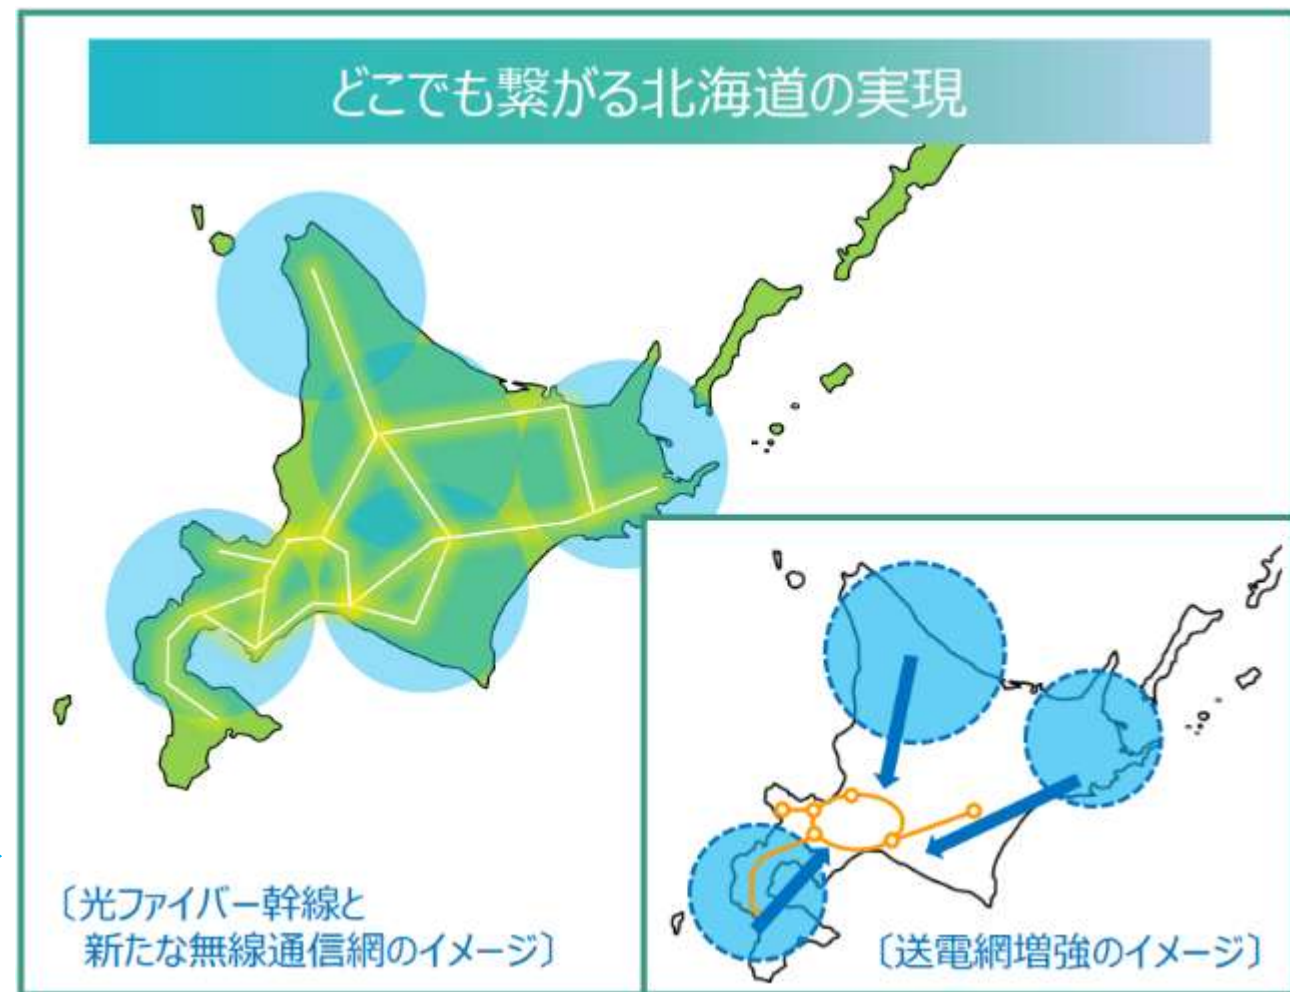 どこでも繋がる北海道の実現
〔光ファイバー幹線と
新たな無線通信網のイメージ〕
〔送電網増強のイメージ〕